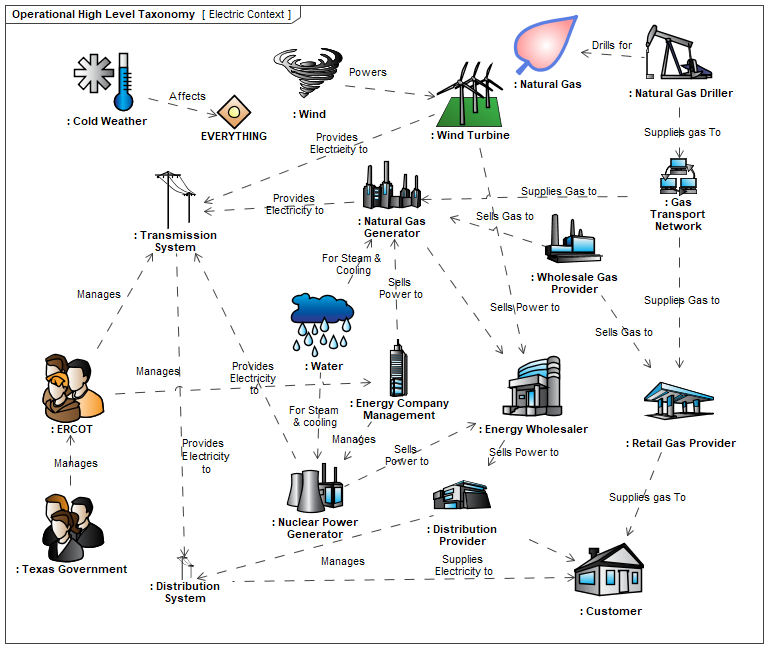 Operational High Level Taxonomy [ Electric Context ]
Drills for
: Natural Gas
: Natural Gas Driller
Powers
Affects
: Cold Weather
EVERYTHING
: Wind
: Wind Turbine
Supplies gas To
Provides
Electricity to
Provides
Electricity to
Supplies Gas to
: Gas
Transport
Network
: Transmission
System
: Natural Gas
Generator
Sells Gas to
For Steam &
Cooling
: Wholesale Gas
Provider
Manages
Sells
Power to
Sells Power to
Supplies Gas to
Sells Gas to
: Water
Manages
Provides
Electricity
to
: Energy Company
Management
: ERCOT
For Steam
& cooling
Manages
: Energy Wholesaler
: Retail Gas Provider
Provides
Electricity
to
Sells
Power to
Sells Power to
Manages
Supplies gas To
: Nuclear Power
Generator
: Distribution
Provider
: Texas Government
Manages
Supplies
Electricity to
: Distribution
System
: Customer